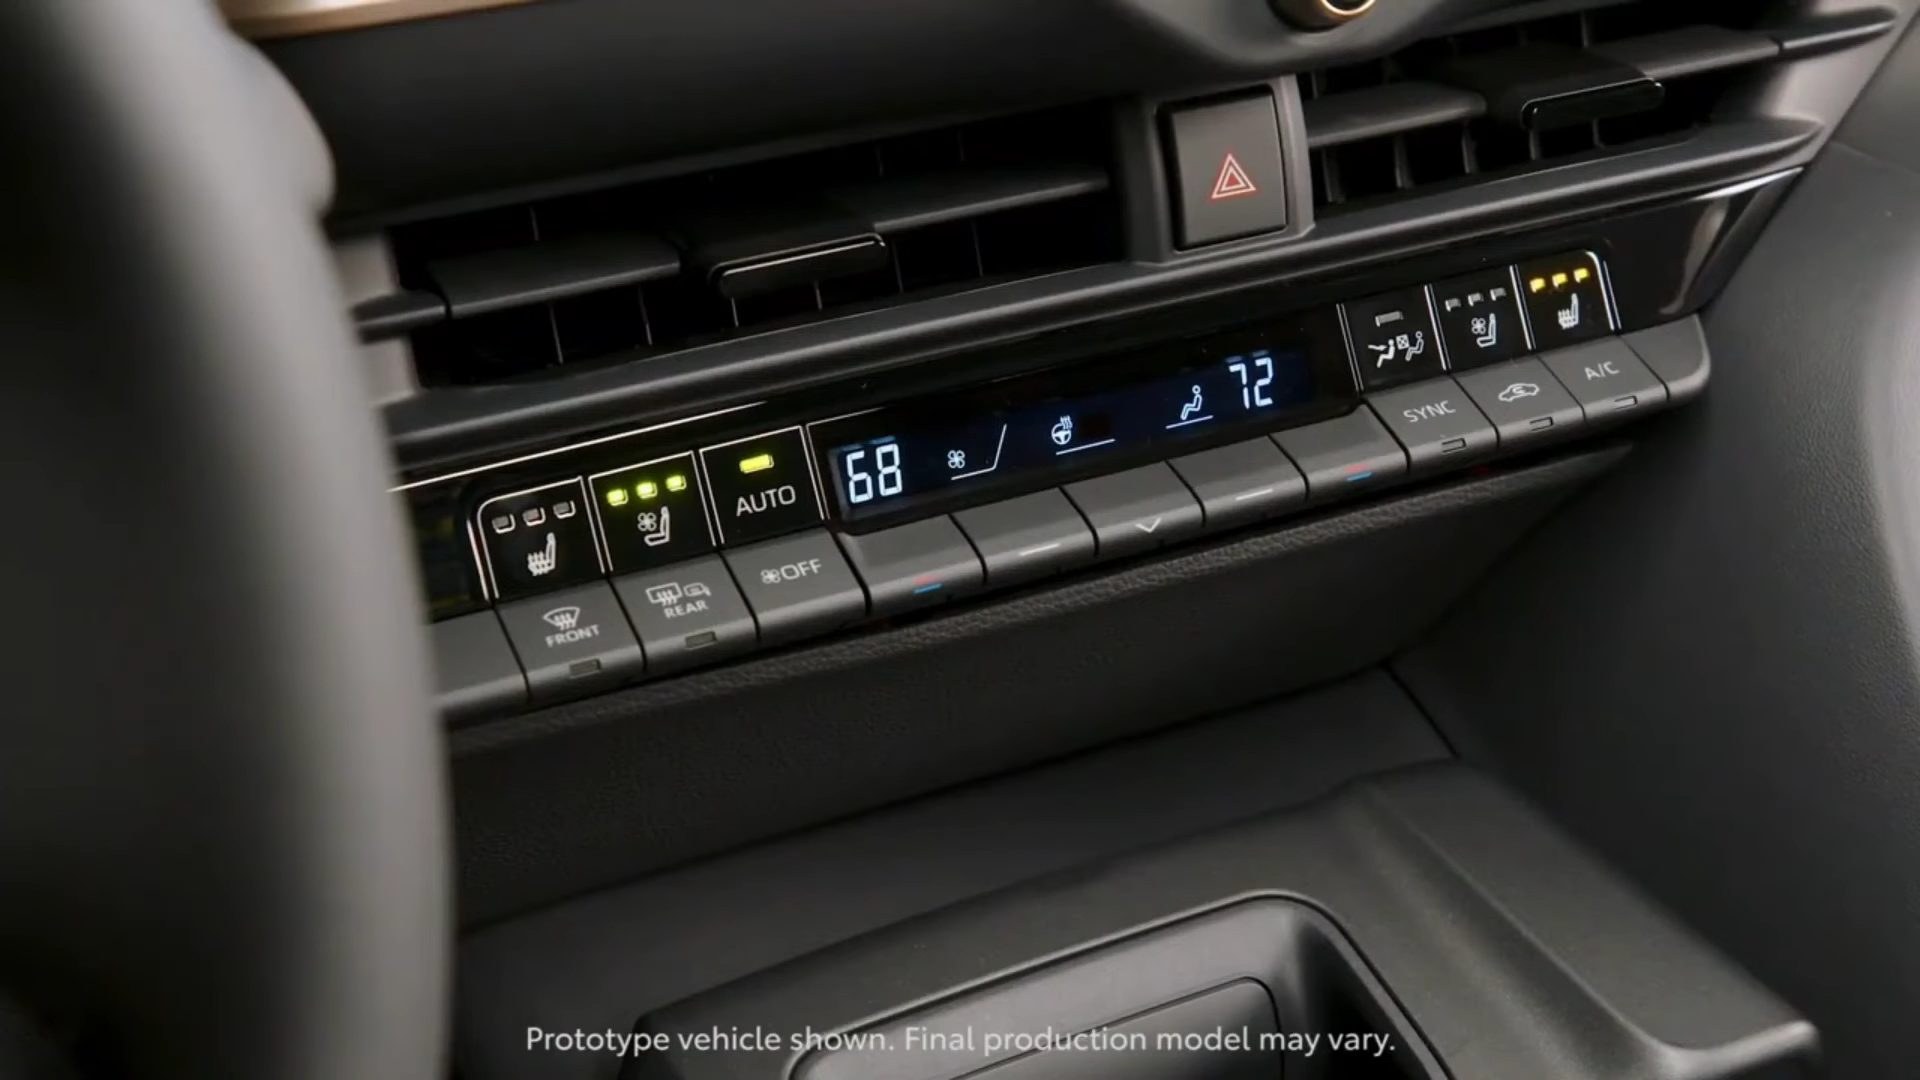 AUTO
68
72
FRONT
REAR
OFF
SYNC
A/C
Prototype vehicle shown. Final production model may vary.